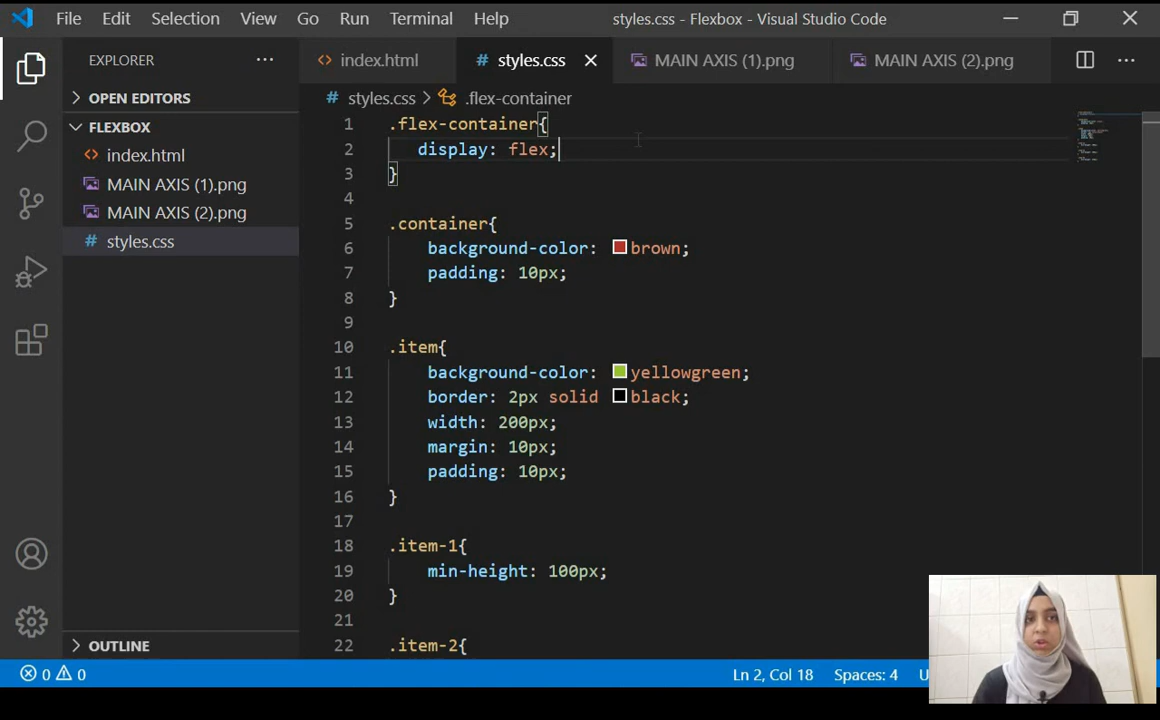 File Edit Selection View Go Run Terminal Help styles.css - Flexbox - Visual Studio Code
EXPLORER ... index.html # styles.css MAIN AXIS (1).png MAIN AXIS (2).png ...
OPEN EDITORS
FLEXBOX
index.html
MAIN AXIS (1).png
MAIN AXIS (2).png
# styles.css
OUTLINE
# styles.css > .flex-container
1 .flex-container{
2 display: flex;
3 }
4
5 .container{
6 background-color: brown;
7 padding: 10px;
8 }
9
10 .item{
11 background-color: yellowgreen;
12 border: 2px solid black;
13 width: 200px;
14 margin: 10px;
15 padding: 10px;
16 }
17
18 .item-1{
19 min-height: 100px;
20 }
21
22 .item-2{
0 0 Ln 2, Col 18 Spaces: 4